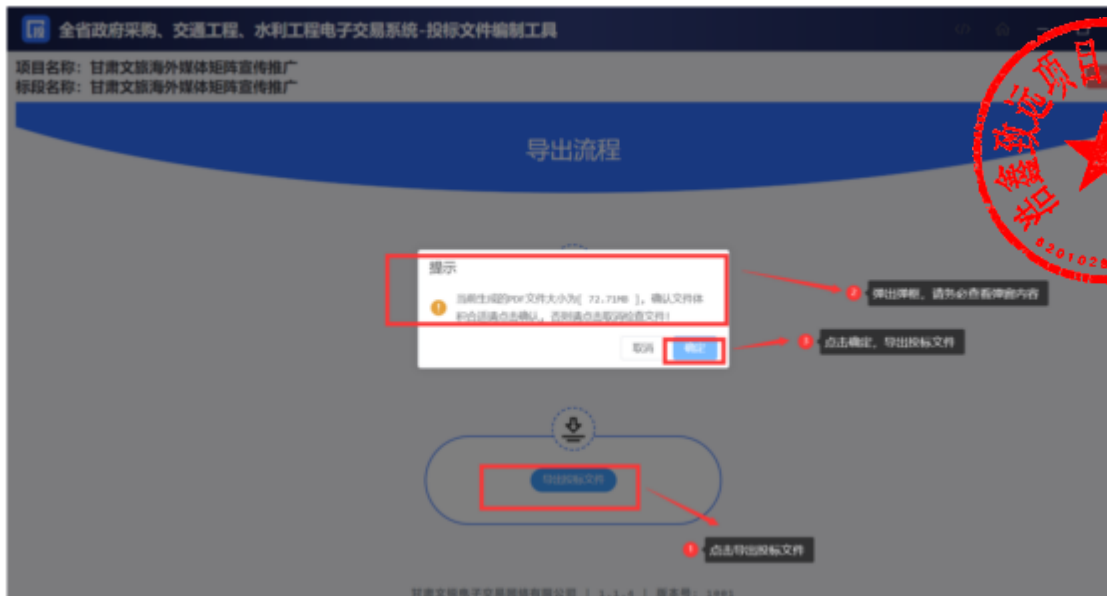 投
全省政府采购、交通工程、水利工程电子交易系统-投标文件编制工具
项目名称：甘肃文旅海外媒体矩阵宣传推广
标段名称：甘肃文旅海外媒体矩阵宣传推广
导出流程
提示
当前生成的PDF文件大小为[ 72.71MB ]，确认文件体
积合适请点击确认，否则请点击取消检查文件！
取消 确定
2 弹出弹框，请务必查看弹窗内容
3 点击确定，导出投标文件
导出投标文件
1 点击导出投标文件
鑫致远项
6201028